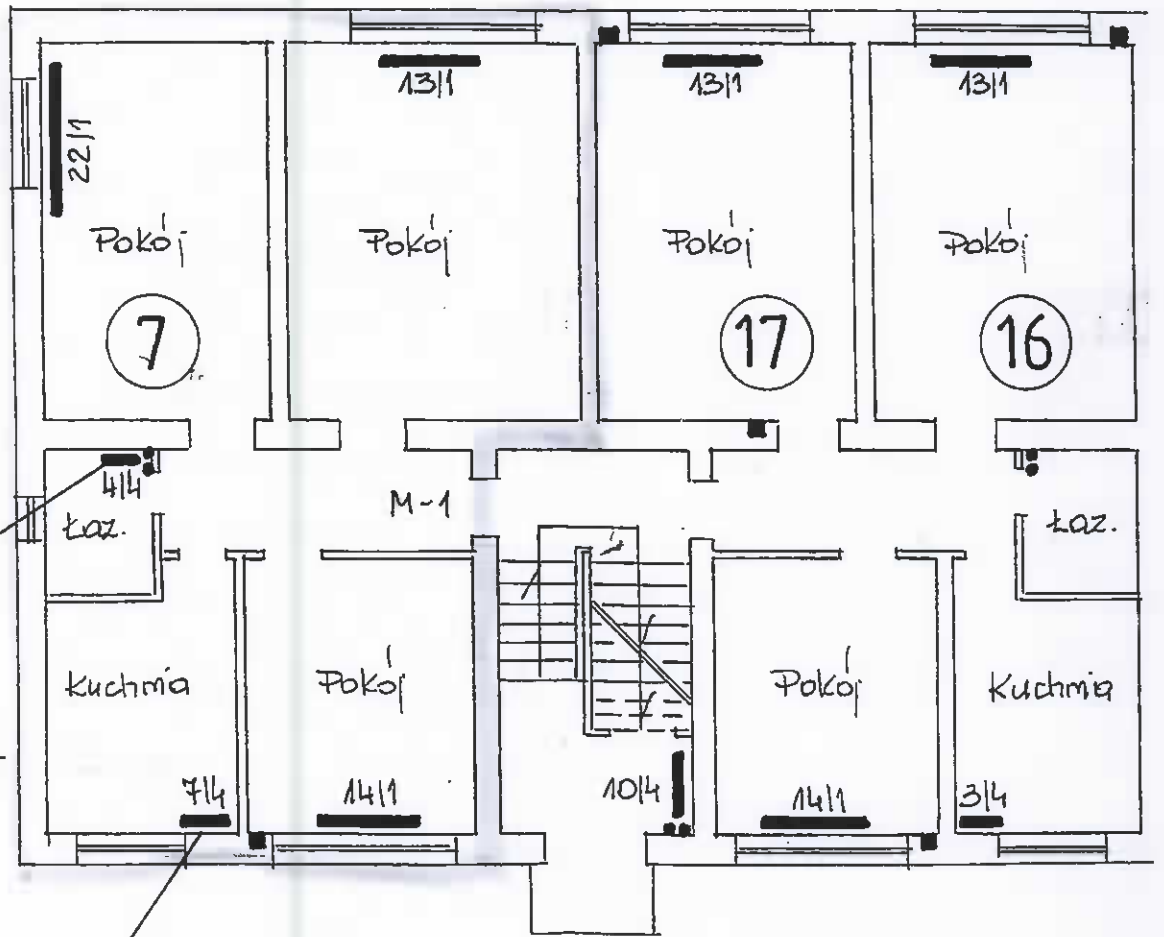 13/1
13/1
13/1
22/1
Pokój
Pokój
Pokój
Pokój
7
17
16
4/4
Łaz.
M-1
Łaz.
Kuchnia
Pokój
Pokój
Kuchnia
7/4
14/1
10/4
14/1
3/4